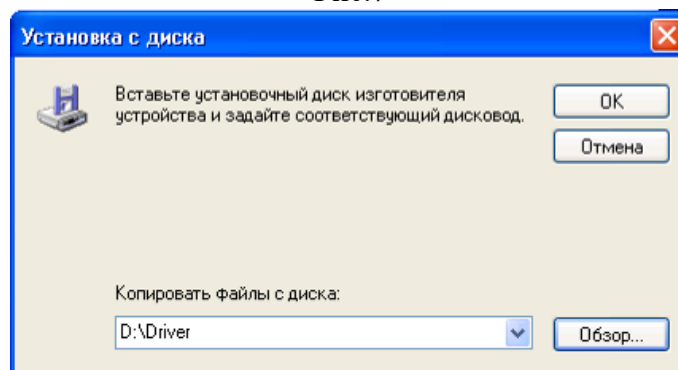 Установка с диска
Вставьте установочный диск изготовителя
устройства и задайте соответствующий дисковод.
OK
Отмена
Копировать файлы с диска:
D:\Driver
Обзор...